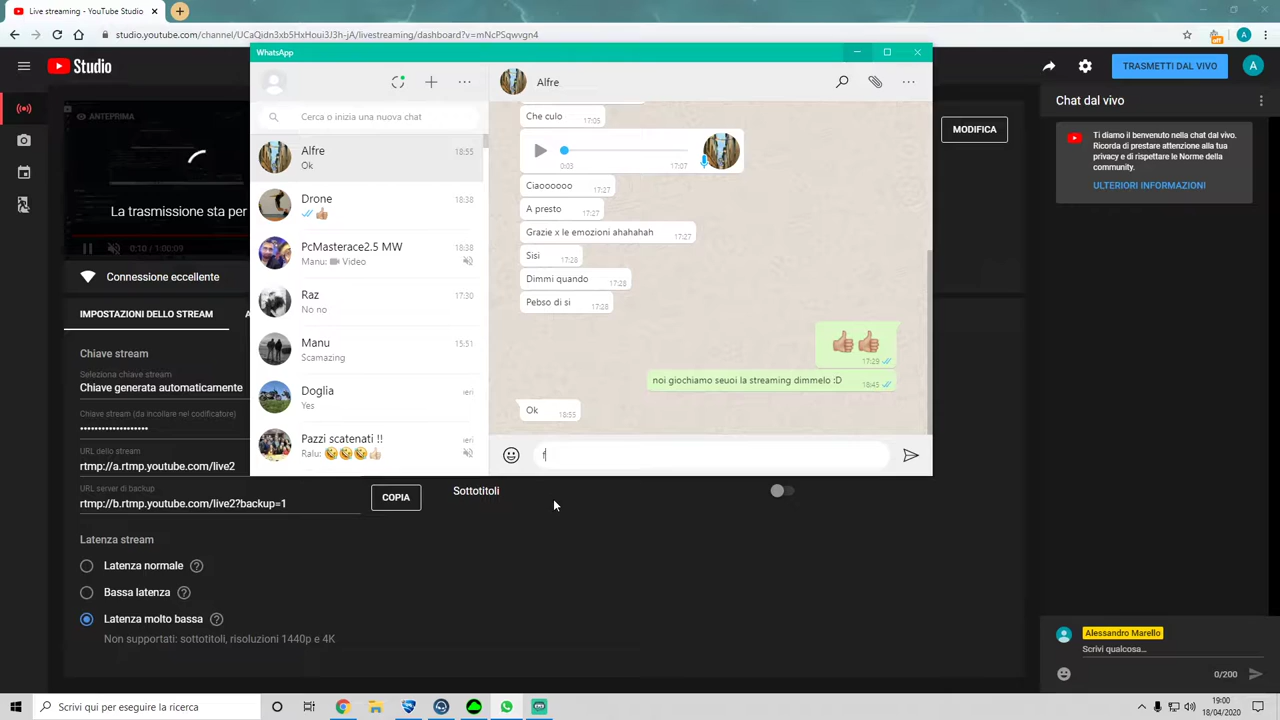 Live streaming - YouTube Studio
studio.youtube.com/channel/UCaQidn3xb5HxHoui3J3h-jA/livestreaming/dashboard?v=mNcPSqwvgn4
off
A
Studio
TRASMETTI DAL VIVO
A
ANTEPRIMA
La trasmissione sta per
0:10 / 1:00:09
Connessione eccellente
IMPOSTAZIONI DELLO STREAM
Chiave stream
Seleziona chiave stream
Chiave generata automaticamente
Chiave stream (da incollare nel codificatore)
URL dello stream
rtmp://a.rtmp.youtube.com/live2
URL server di backup
rtmp://b.rtmp.youtube.com/live2?backup=1
COPIA
Latenza stream
Latenza normale
Bassa latenza
Latenza molto bassa
Non supportati: sottotitoli, risoluzioni 1440p e 4K
Sottotitoli
MODIFICA
WhatsApp
Cerca o inizia una nuova chat
Alfre 18:55
Ok
Drone 18:38
PcMasterace2.5 MW 18:38
Manu: Video
Raz 17:30
No no
Manu 15:51
Scamazing
Doglia ieri
Yes
Pazzi scatenati !! ieri
Ralu: 🤣🤣🤣👍
Alfre
Che culo 17:05
0:03 17:07
Ciaoooooo 17:27
A presto 17:27
Grazie x le emozioni ahahahah 17:27
Sisi 17:28
Dimmi quando 17:28
Pebso di si 17:28
👍👍 17:29
noi giochiamo seuoi la streaming dimmelo :D 18:45
Ok 18:55
f
Chat dal vivo
Ti diamo il benvenuto nella chat dal vivo.
Ricorda di prestare attenzione alla tua
privacy e di rispettare le Norme della
community.
ULTERIORI INFORMAZIONI
Alessandro Marello
Scrivi qualcosa...
0/200
Scrivi qui per eseguire la ricerca
19:00
18/04/2020